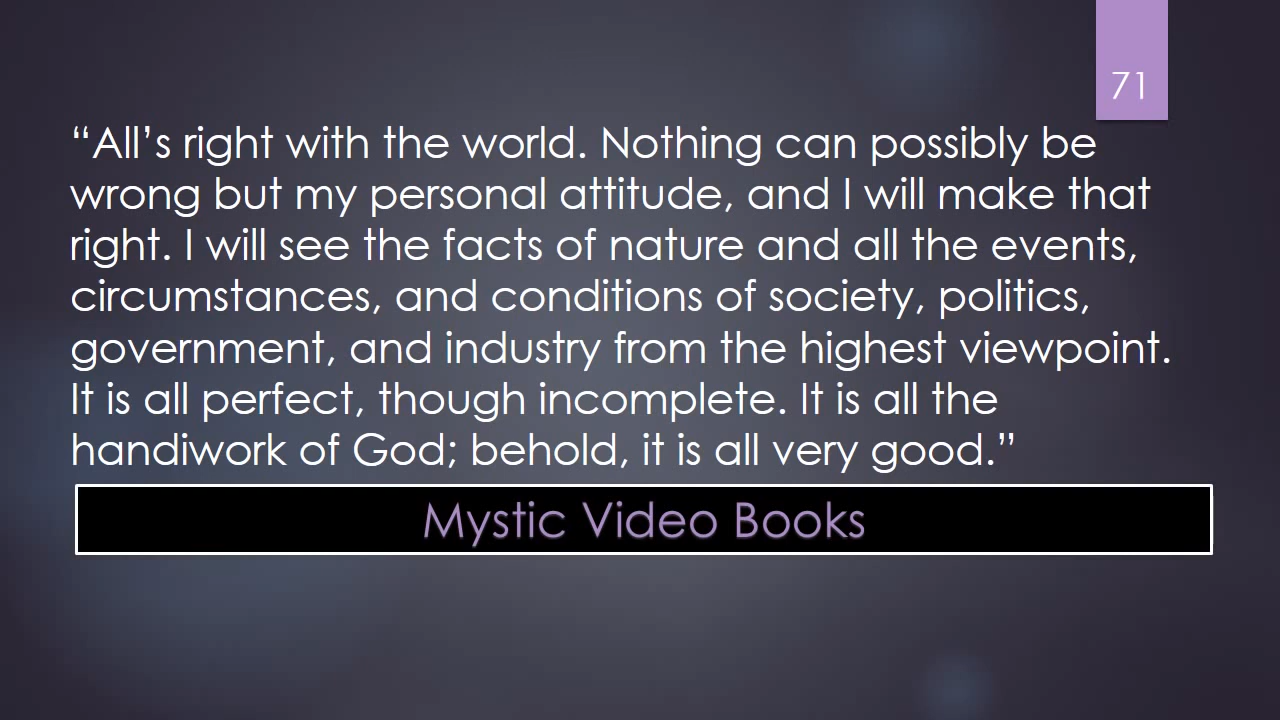 71
“All’s right with the world. Nothing can possibly be
wrong but my personal attitude, and I will make that
right. I will see the facts of nature and all the events,
circumstances, and conditions of society, politics,
government, and industry from the highest viewpoint.
It is all perfect, though incomplete. It is all the
handiwork of God; behold, it is all very good.”
Mystic Video Books